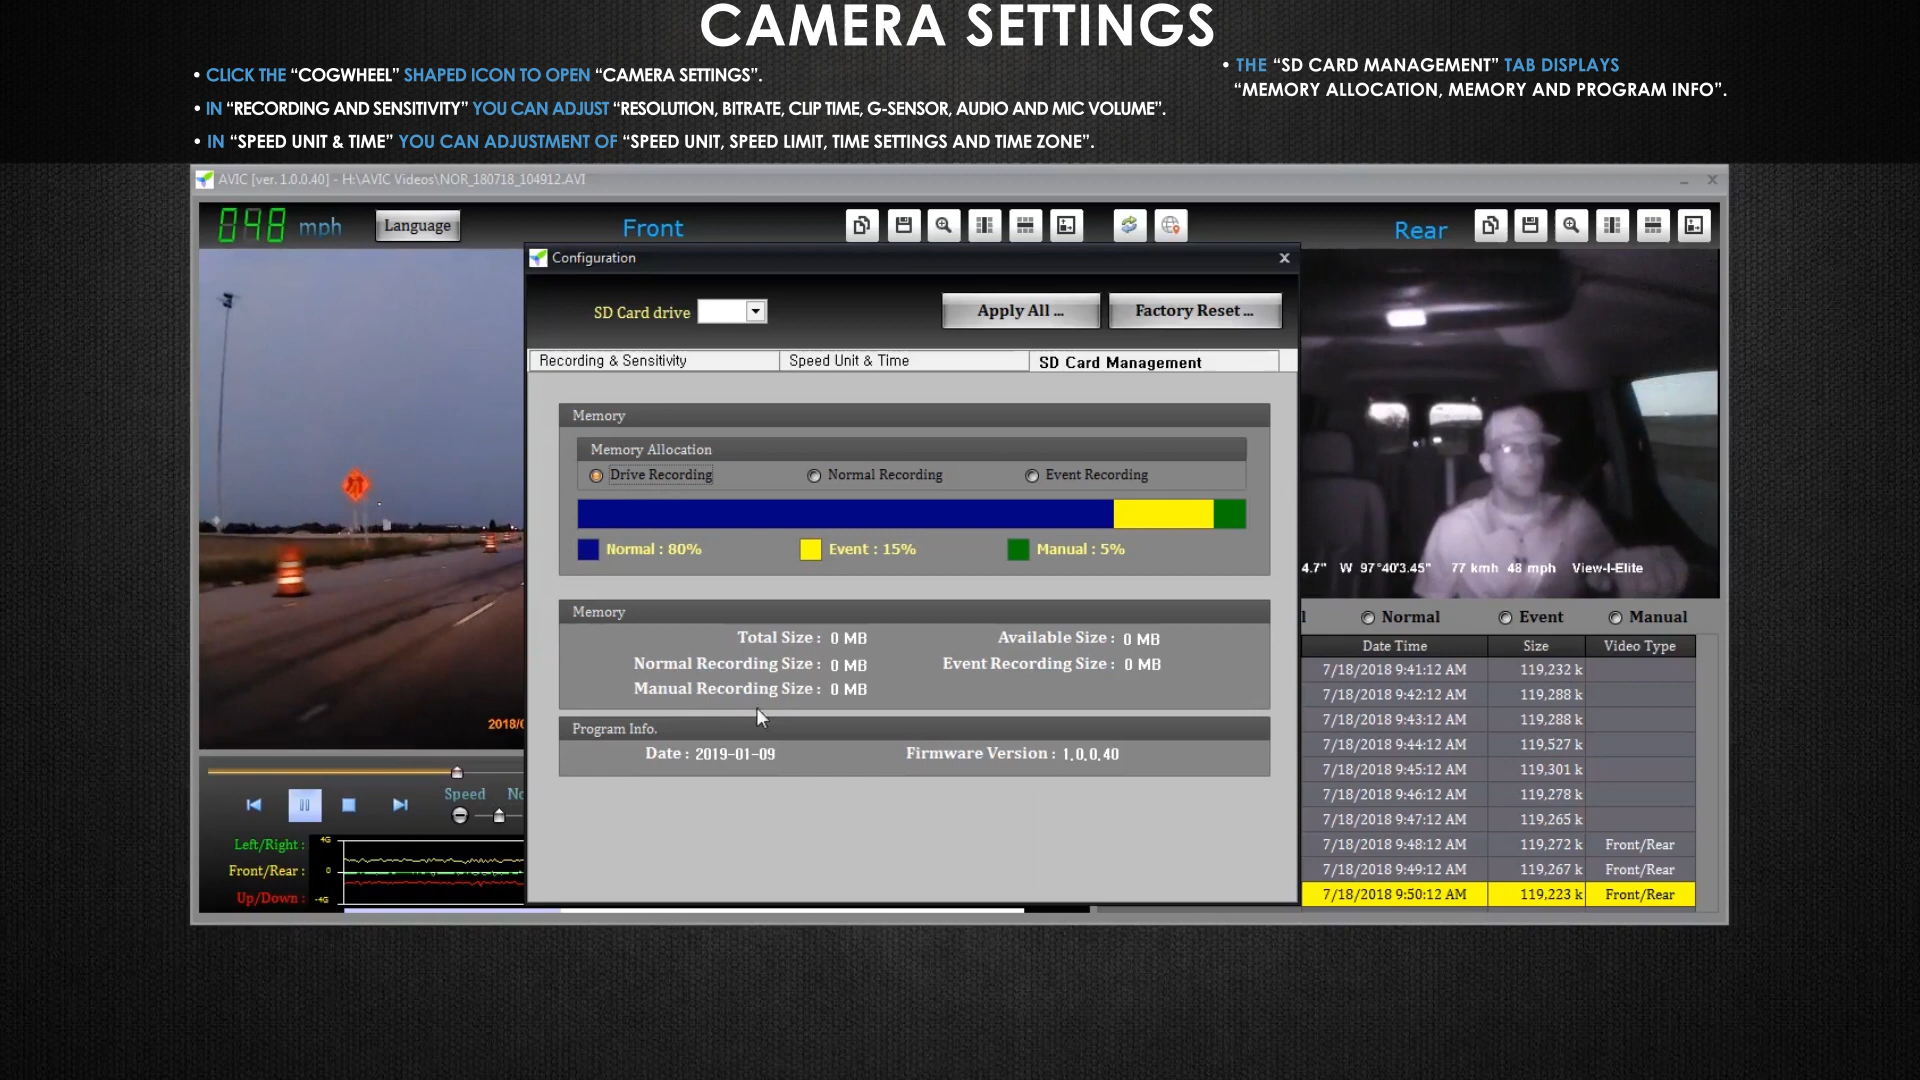 CAMERA SETTINGS
• CLICK THE “COGWHEEL” SHAPED ICON TO OPEN “CAMERA SETTINGS”.
• IN “RECORDING AND SENSITIVITY” YOU CAN ADJUST “RESOLUTION, BITRATE, CLIP TIME, G-SENSOR, AUDIO AND MIC VOLUME”.
• IN “SPEED UNIT & TIME” YOU CAN ADJUSTMENT OF “SPEED UNIT, SPEED LIMIT, TIME SETTINGS AND TIME ZONE”.
• THE “SD CARD MANAGEMENT” TAB DISPLAYS
“MEMORY ALLOCATION, MEMORY AND PROGRAM INFO”.
AVIC [ver. 1.0.0.40] - H:\AVIC Videos\NOR_180718_104912.AVI
048 mph Language Front Rear
Configuration
SD Card drive Apply All ... Factory Reset ...
Recording & Sensitivity Speed Unit & Time SD Card Management
Memory
Memory Allocation
Drive Recording Normal Recording Event Recording
Normal : 80% Event : 15% Manual : 5%
Memory
Total Size : 0 MB Available Size : 0 MB
Normal Recording Size : 0 MB Event Recording Size : 0 MB
Manual Recording Size : 0 MB
Program Info.
Date : 2019-01-09 Firmware Version : 1.0.0.40
2018/0
Speed No
Left/Right :
Front/Rear :
Up/Down :
4G
0
-4G
4.7" W 97°40'3.45" 77 kmh 48 mph View-I-Elite
l Normal Event Manual
Date Time Size Video Type
7/18/2018 9:41:12 AM 119,232 k
7/18/2018 9:42:12 AM 119,288 k
7/18/2018 9:43:12 AM 119,288 k
7/18/2018 9:44:12 AM 119,527 k
7/18/2018 9:45:12 AM 119,301 k
7/18/2018 9:46:12 AM 119,278 k
7/18/2018 9:47:12 AM 119,265 k
7/18/2018 9:48:12 AM 119,272 k Front/Rear
7/18/2018 9:49:12 AM 119,267 k Front/Rear
7/18/2018 9:50:12 AM 119,223 k Front/Rear